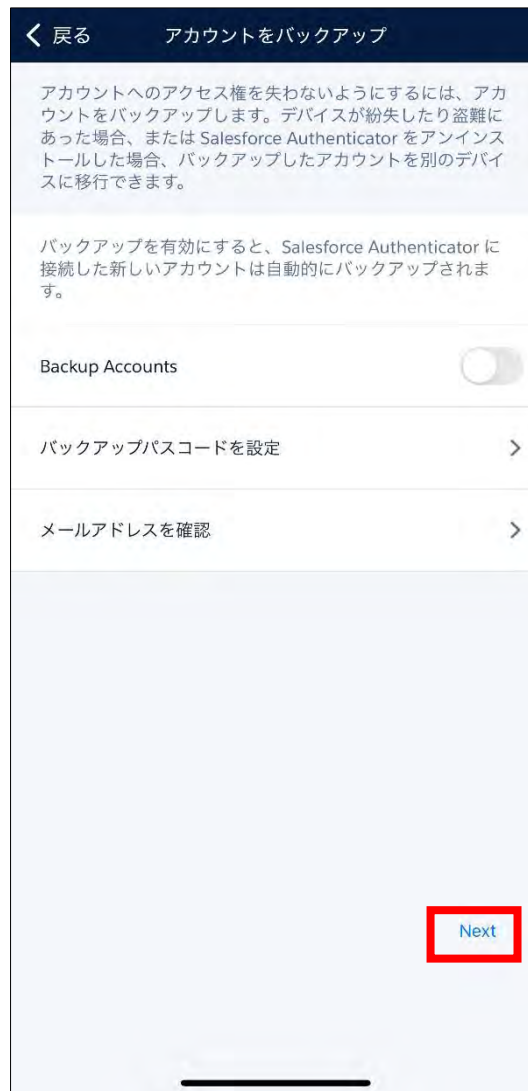 戻る アカウントをバックアップ
アカウントへのアクセス権を失わないようにするには、アカ
ウントをバックアップします。デバイスが紛失したり盗難に
あった場合、または Salesforce Authenticator をアンインス
トールした場合、バックアップしたアカウントを別のデバイ
スに移行できます。
バックアップを有効にすると、Salesforce Authenticator に
接続した新しいアカウントは自動的にバックアップされま
す。
Backup Accounts
バックアップパスコードを設定
メールアドレスを確認
Next